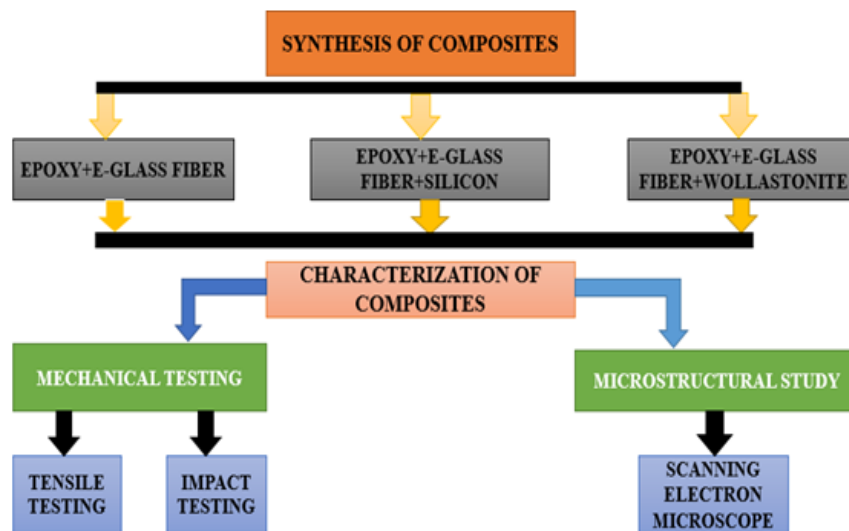 SYNTHESIS OF COMPOSITES
EPOXY+E-GLASS FIBER
EPOXY+E-GLASS
FIBER+SILICON
EPOXY+E-GLASS
FIBER+WOLLASTONITE
CHARACTERIZATION OF
COMPOSITES
MECHANICAL TESTING
MICROSTRUCTURAL STUDY
TENSILE
TESTING
IMPACT
TESTING
SCANNING
ELECTRON
MICROSCOPE